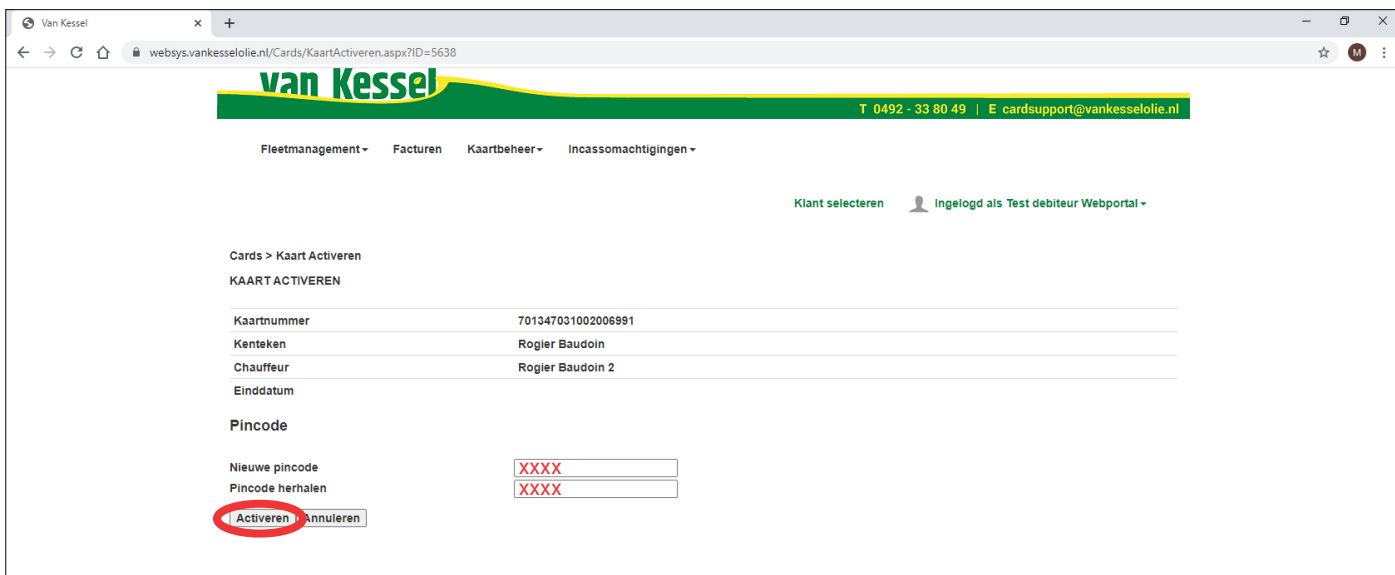 Van Kessel
websys.vankesselolie.nl/Cards/KaartActiveren.aspx?ID=5638
M
van Kessel
T 0492 - 33 80 49 | E cardsupport@vankesselolie.nl
Fleetmanagement Facturen Kaartbeheer Incassomachtigingen
Klant selecteren Ingelogd als Test debiteur Webportal
Cards > Kaart Activeren
KAART ACTIVEREN
Kaartnummer 701347031002006991
Kenteken Rogier Baudoin
Chauffeur Rogier Baudoin 2
Einddatum
Pincode
Nieuwe pincode XXXX
Pincode herhalen XXXX
Activeren Annuleren